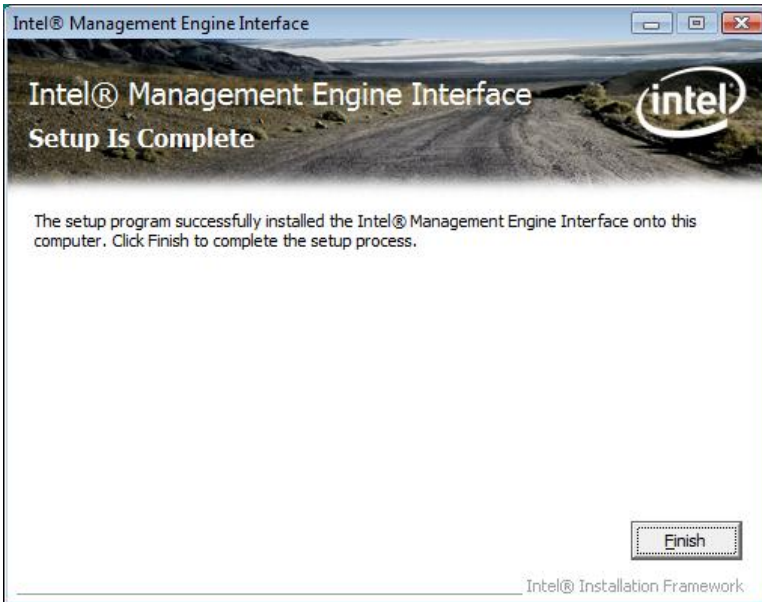 Intel® Management Engine Interface
Intel® Management Engine Interface
intel
Setup Is Complete
The setup program successfully installed the Intel® Management Engine Interface onto this
computer. Click Finish to complete the setup process.
Finish
Intel® Installation Framework